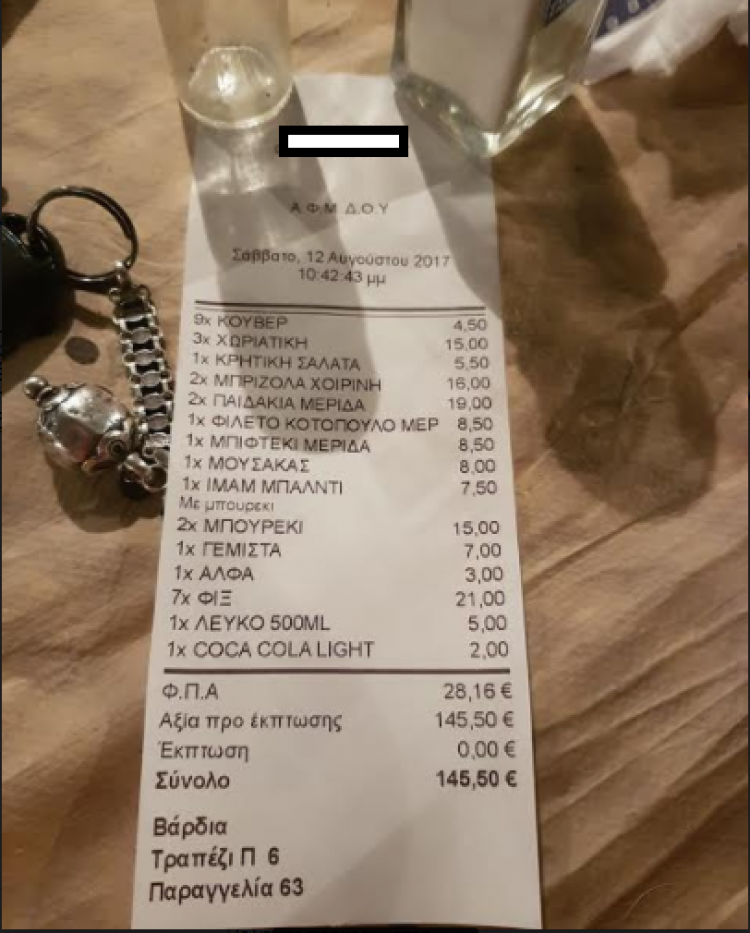 Α Φ Μ Δ.Ο.Υ
Σάββατο, 12 Αυγούστου 2017
10:42:43 μμ
9x ΚΟΥΒΕΡ 4,50
3x ΧΩΡΙΑΤΙΚΗ 15,00
1x ΚΡΗΤΙΚΗ ΣΑΛΑΤΑ 5,50
2x ΜΠΡΙΖΟΛΑ ΧΟΙΡΙΝΗ 16,00
2x ΠΑΙΔΑΚΙΑ ΜΕΡΙΔΑ 19,00
1x ΦΙΛΕΤΟ ΚΟΤΟΠΟΥΛΟ ΜΕΡ 8,50
1x ΜΠΙΦΤΕΚΙ ΜΕΡΙΔΑ 8,50
1x ΜΟΥΣΑΚΑΣ 8,00
1x ΙΜΑΜ ΜΠΑΛΝΤΙ 7,50
Με μπουρεκι
2x ΜΠΟΥΡΕΚΙ 15,00
1x ΓΕΜΙΣΤΑ 7,00
1x ΑΛΦΑ 3,00
7x ΦΙΞ 21,00
1x ΛΕΥΚΟ 500ML 5,00
1x COCA COLA LIGHT 2,00
Φ.Π.Α 28,16 €
Αξία προ έκπτωσης 145,50 €
Έκπτωση 0,00 €
Σύνολο 145,50 €
Βάρδια
Τραπέζι Π 6
Παραγγελία 63